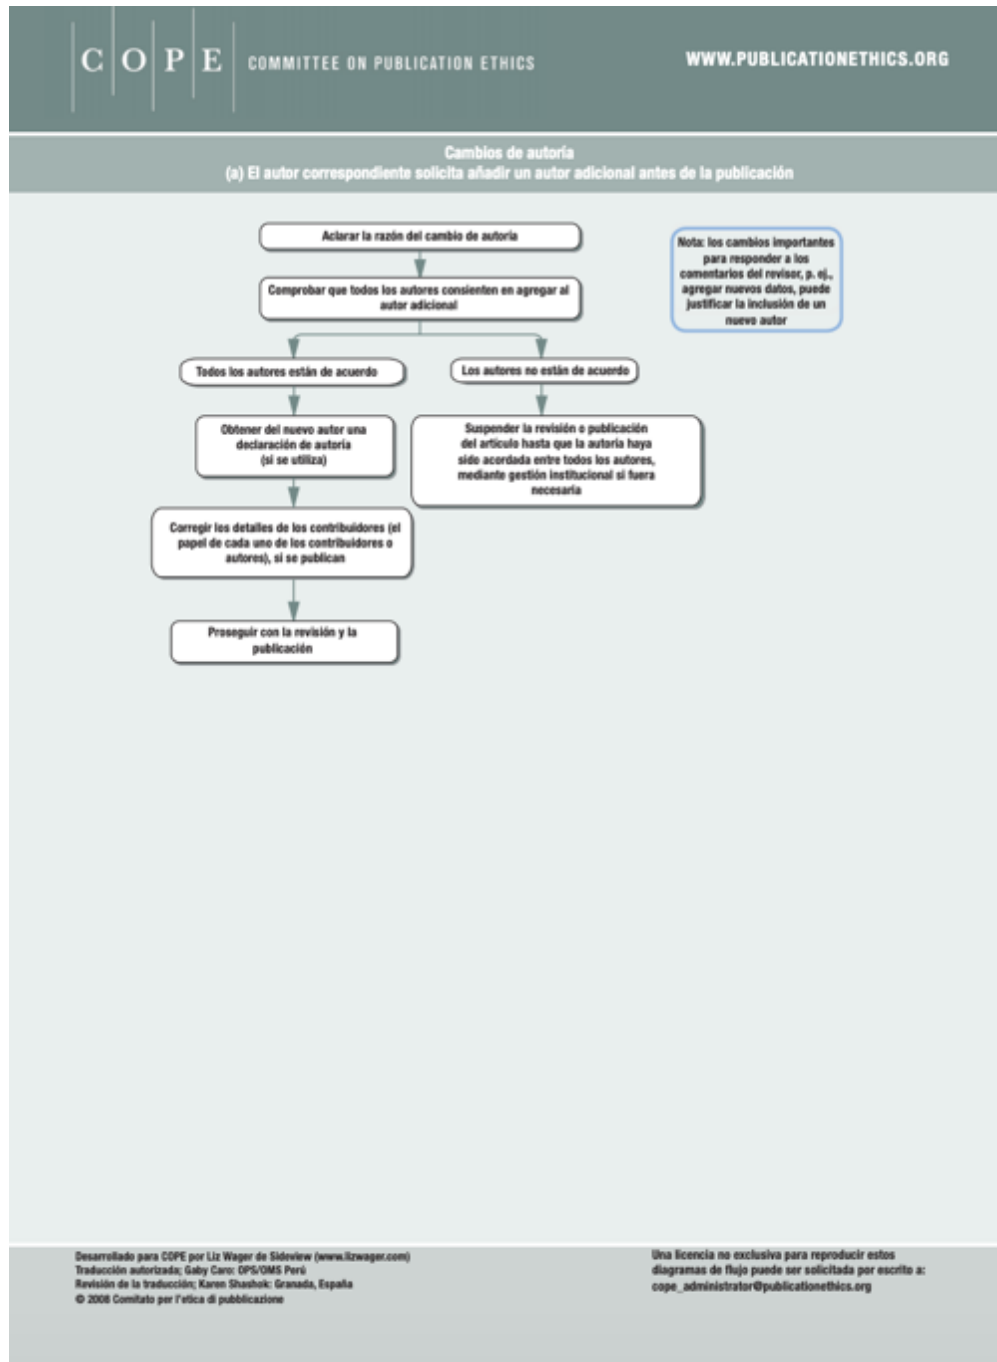 COPE COMMITTEE ON PUBLICATION ETHICS
WWW.PUBLICATIONETHICS.ORG
Cambios de autoría
(a) El autor correspondiente solicita añadir un autor adicional antes de la publicación
Aclarar la razón del cambio de autoría
Nota: los cambios importantes
para responder a los
comentarios del revisor, p. ej.,
agregar nuevos datos, puede
justificar la inclusión de un
nuevo autor
Comprobar que todos los autores consienten en agregar al
autor adicional
Todos los autores están de acuerdo
Los autores no están de acuerdo
Obtener del nuevo autor una
declaración de autoría
(si se utiliza)
Suspender la revisión o publicación
del artículo hasta que la autoría haya
sido acordada entre todos los autores,
mediante gestión institucional si fuera
necesaria
Corregir los detalles de los contribuidores (el
papel de cada uno de los contribuidores o
autores), si se publican
Proseguir con la revisión y la
publicación
Desarrollado para COPE por Liz Wager de Sideview (www.lizwager.com)
Traducción autorizada; Gaby Caro: OPS/OMS Perú
Revisión de la traducción; Karen Shashok: Granada, España
© 2008 Comitato per l'etica di pubblicazione
Una licencia no exclusiva para reproducir estos
diagramas de flujo puede ser solicitada por escrito a:
cope_administrator@publicationethics.org